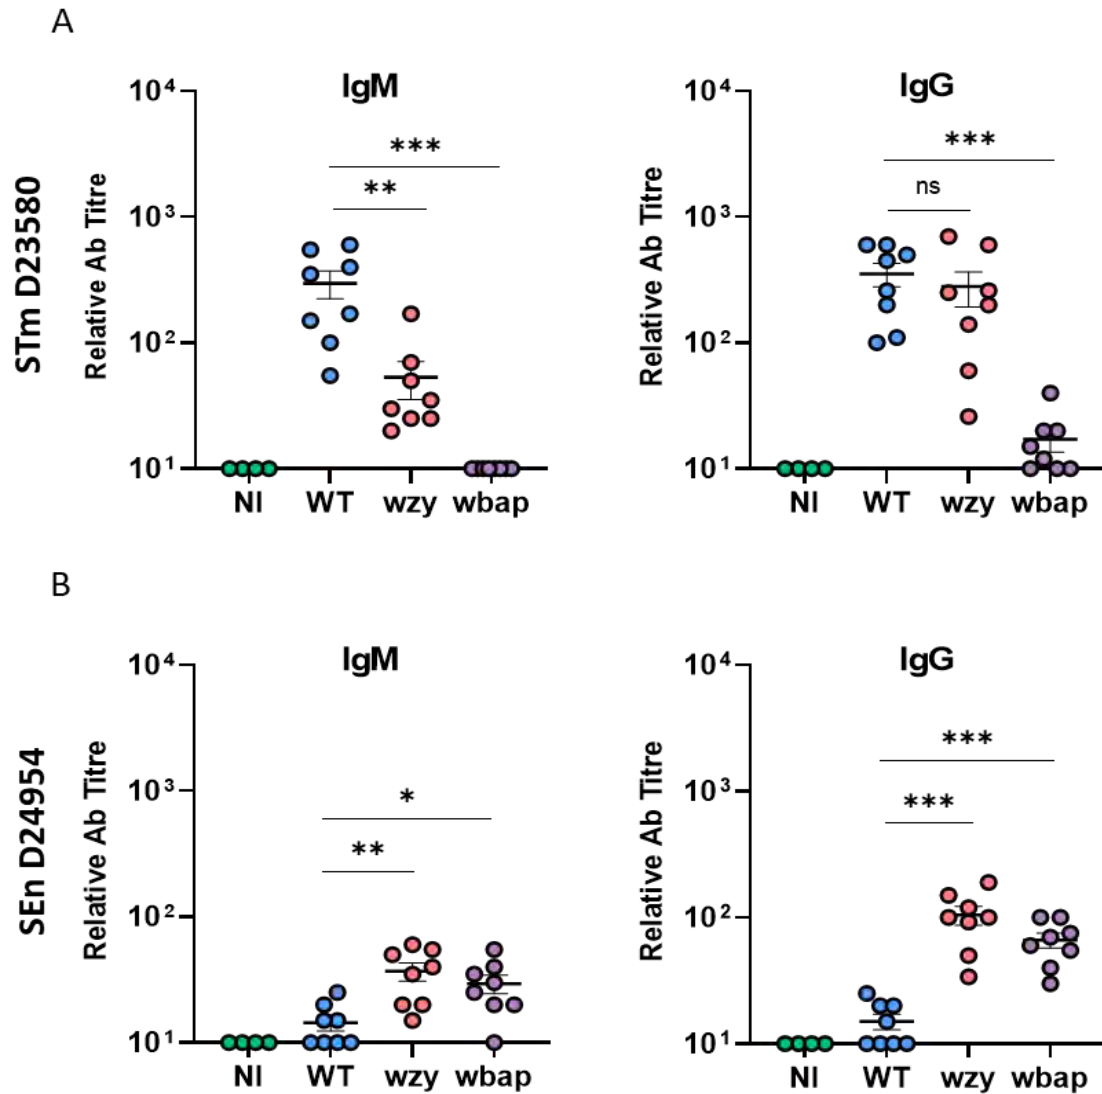 A
IgM
10⁴
10³
10²
10¹
Relative Ab Titre
STm D23580
***
**
NI WT wzy wbap
IgG
10⁴
10³
10²
10¹
Relative Ab Titre
***
ns
NI WT wzy wbap
B
IgM
10⁴
10³
10²
10¹
Relative Ab Titre
SEn D24954
*
**
NI WT wzy wbap
IgG
10⁴
10³
10²
10¹
Relative Ab Titre
***
***
NI WT wzy wbap